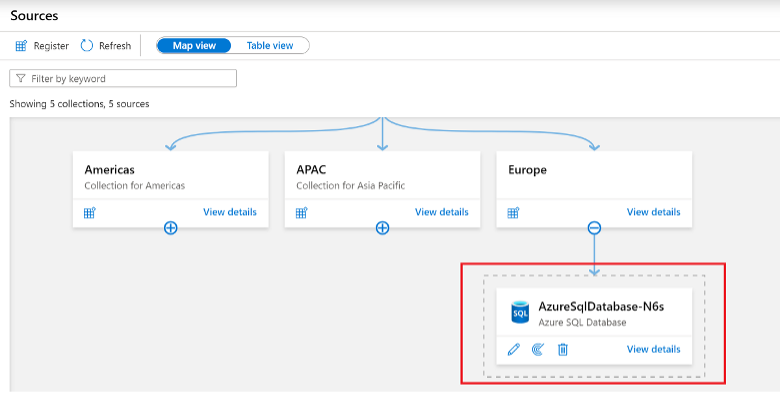 Sources
Register Refresh Map view Table view
Filter by keyword
Showing 5 collections, 5 sources
Americas
Collection for Americas
View details
APAC
Collection for Asia Pacific
View details
Europe
View details
SQL
AzureSqlDatabase-N6s
Azure SQL Database
View details